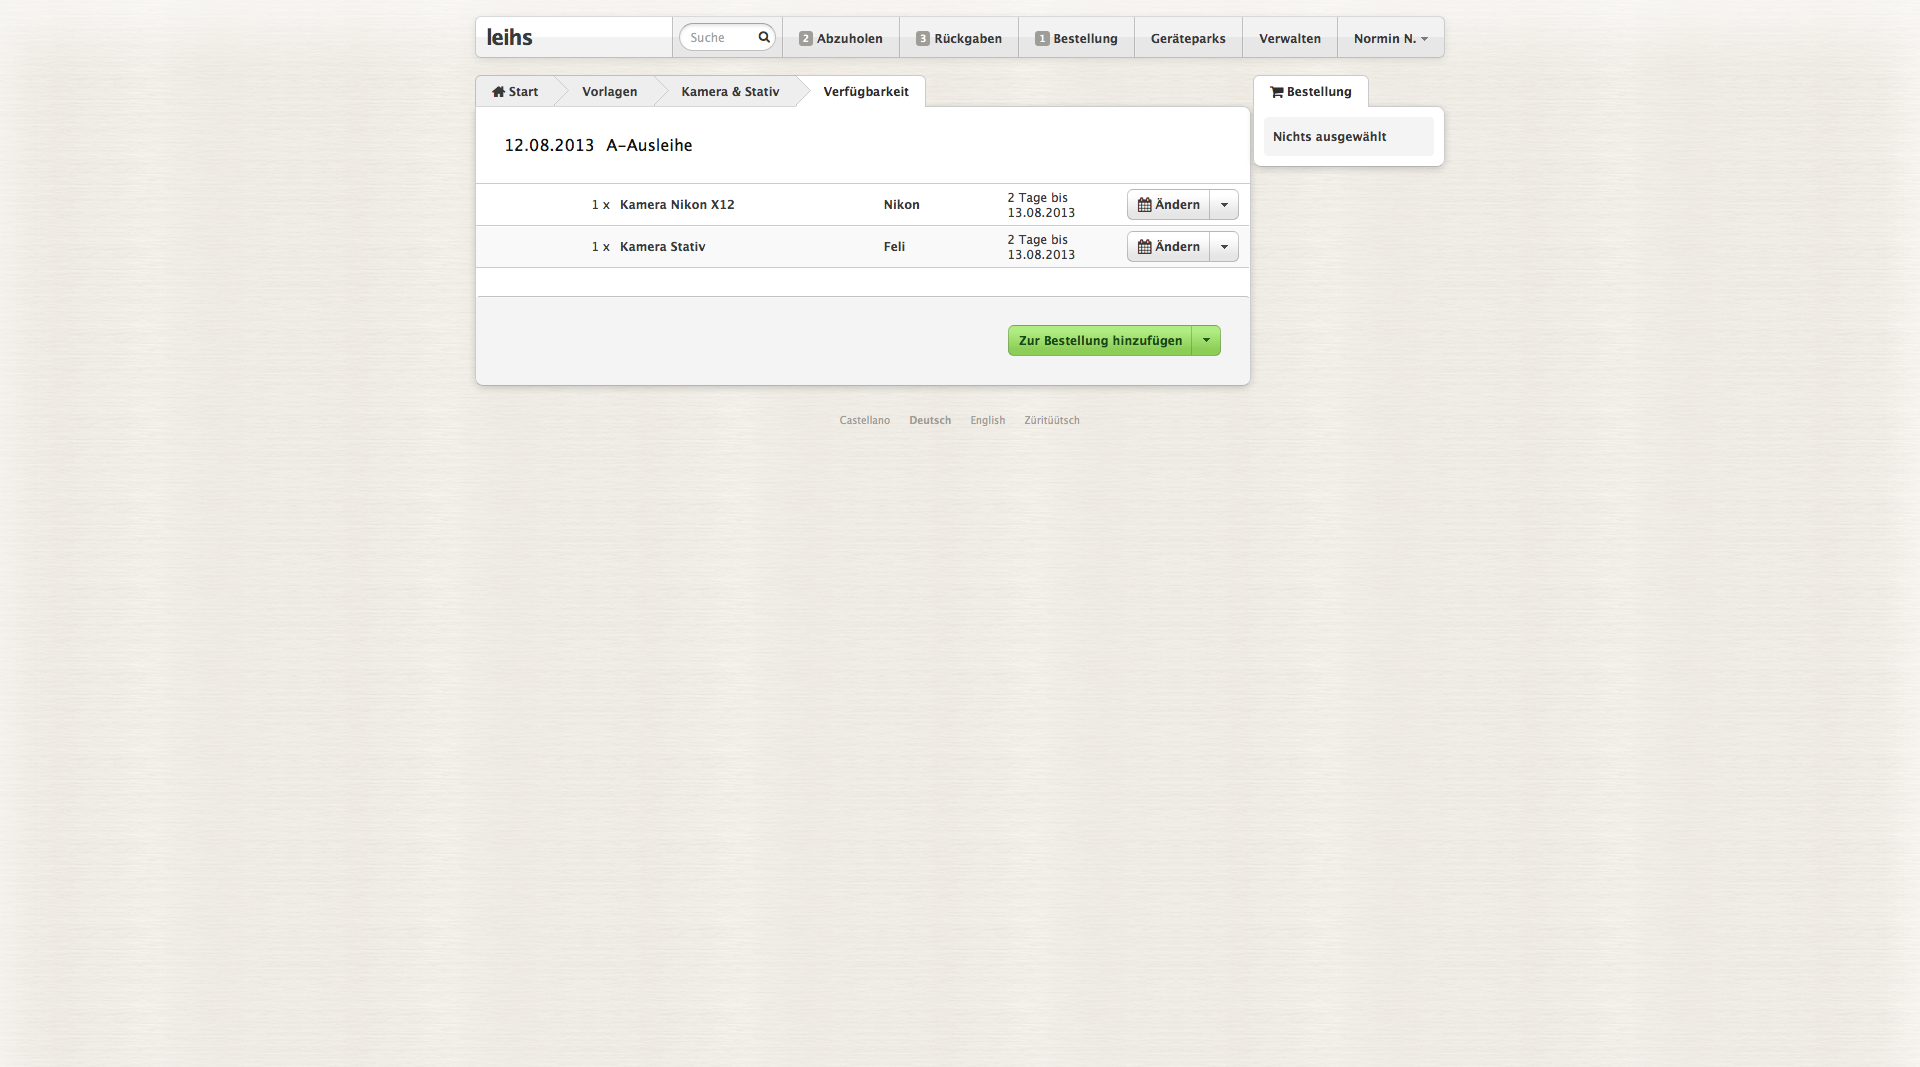 leihs
Suche
2 Abzuholen
3 Rückgaben
1 Bestellung
Geräteparks
Verwalten
Normin N.
Start
Vorlagen
Kamera & Stativ
Verfügbarkeit
Bestellung
Nichts ausgewählt
12.08.2013 A-Ausleihe
1 x Kamera Nikon X12
Nikon
2 Tage bis
13.08.2013
Ändern
1 x Kamera Stativ
Feli
2 Tage bis
13.08.2013
Ändern
Zur Bestellung hinzufügen
Castellano Deutsch English Züritüütsch